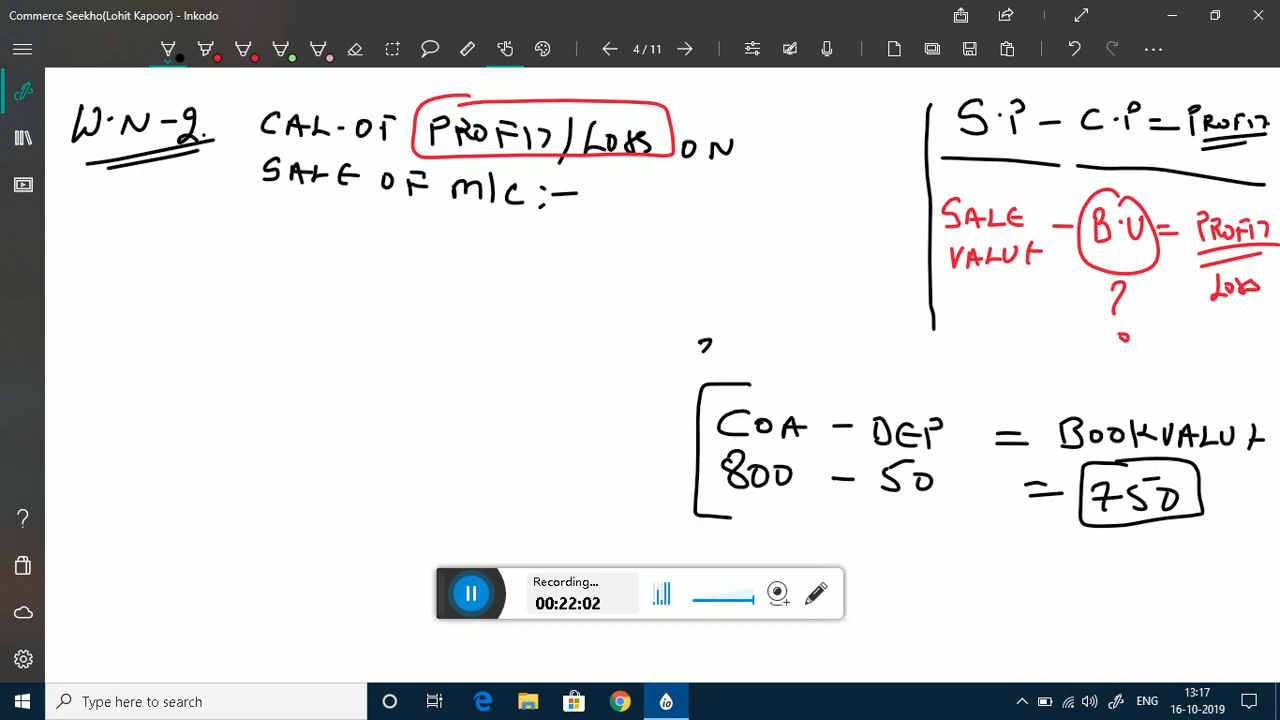 Commerce Seekho(Lohit Kapoor) - Inkodo
4/11
W.N-2. CAL.OF PROFIT/Loss ON
SALE OF m/c :-
S.P - C.P = PROFIT
SALE VALUE - B.V = PROFIT
Loss
?
COA - DEP = BOOKVALUE
800 - 50 = 750
Recording...
00:22:02
Type here to search
ENG
13:17
16-10-2019